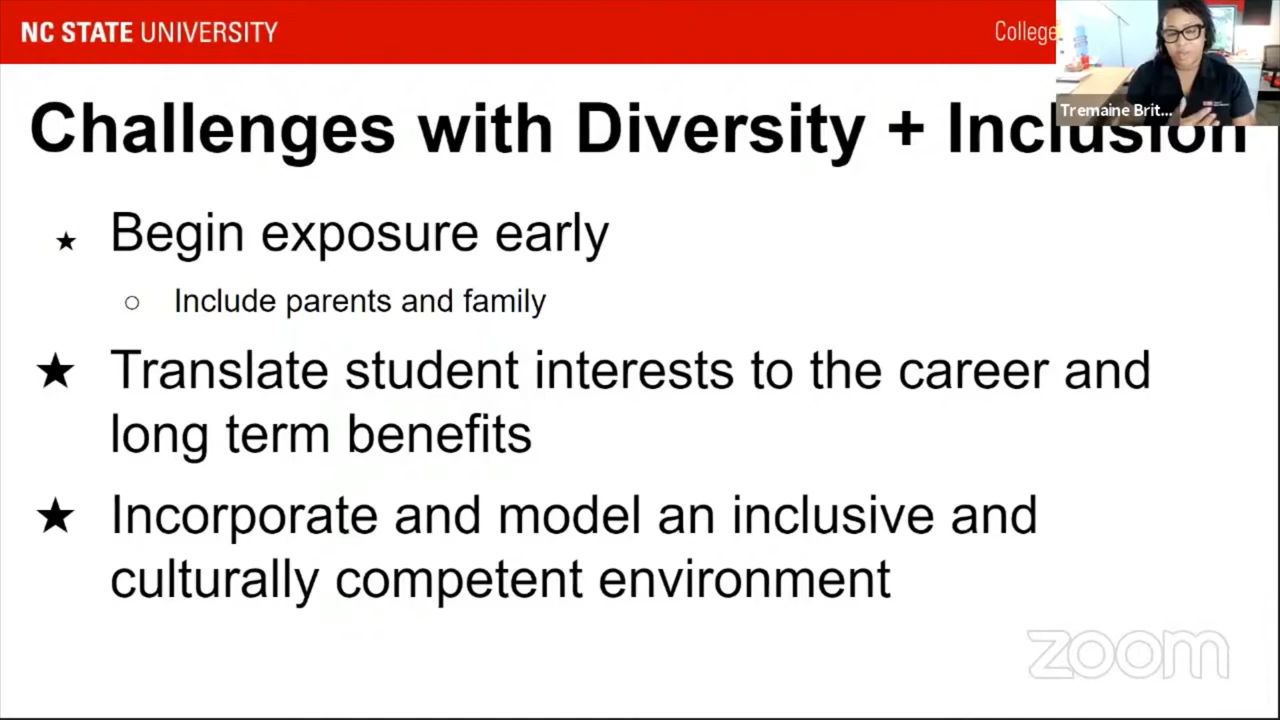 NC STATE UNIVERSITY
College
Tremaine Brit...
Challenges with Diversity + Inclusion
★ Begin exposure early
○ Include parents and family
★ Translate student interests to the career and
long term benefits
★ Incorporate and model an inclusive and
culturally competent environment
zoom